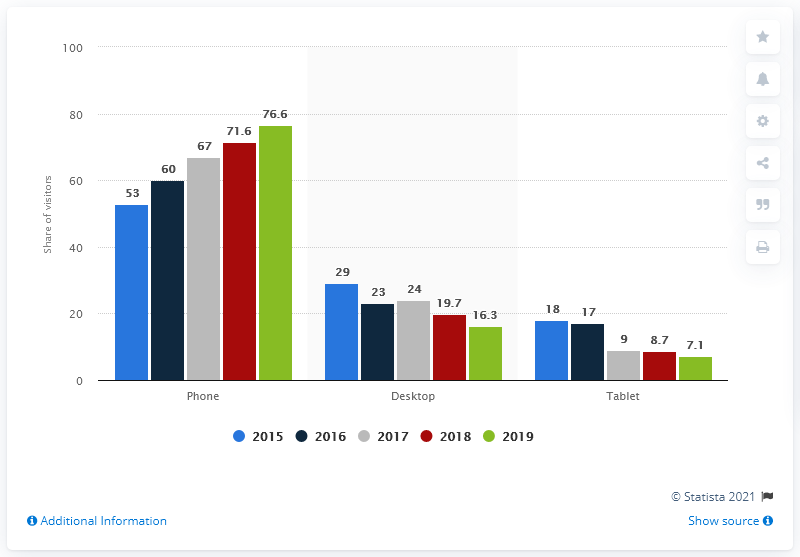 100
80
60
40
20
0
Share of visitors
53
60
67
71.6
76.6
29
23
24
19.7
16.3
18
17
9
8.7
7.1
Phone
Desktop
Tablet
2015 2016 2017 2018 2019
© Statista 2021
Additional Information
Show source